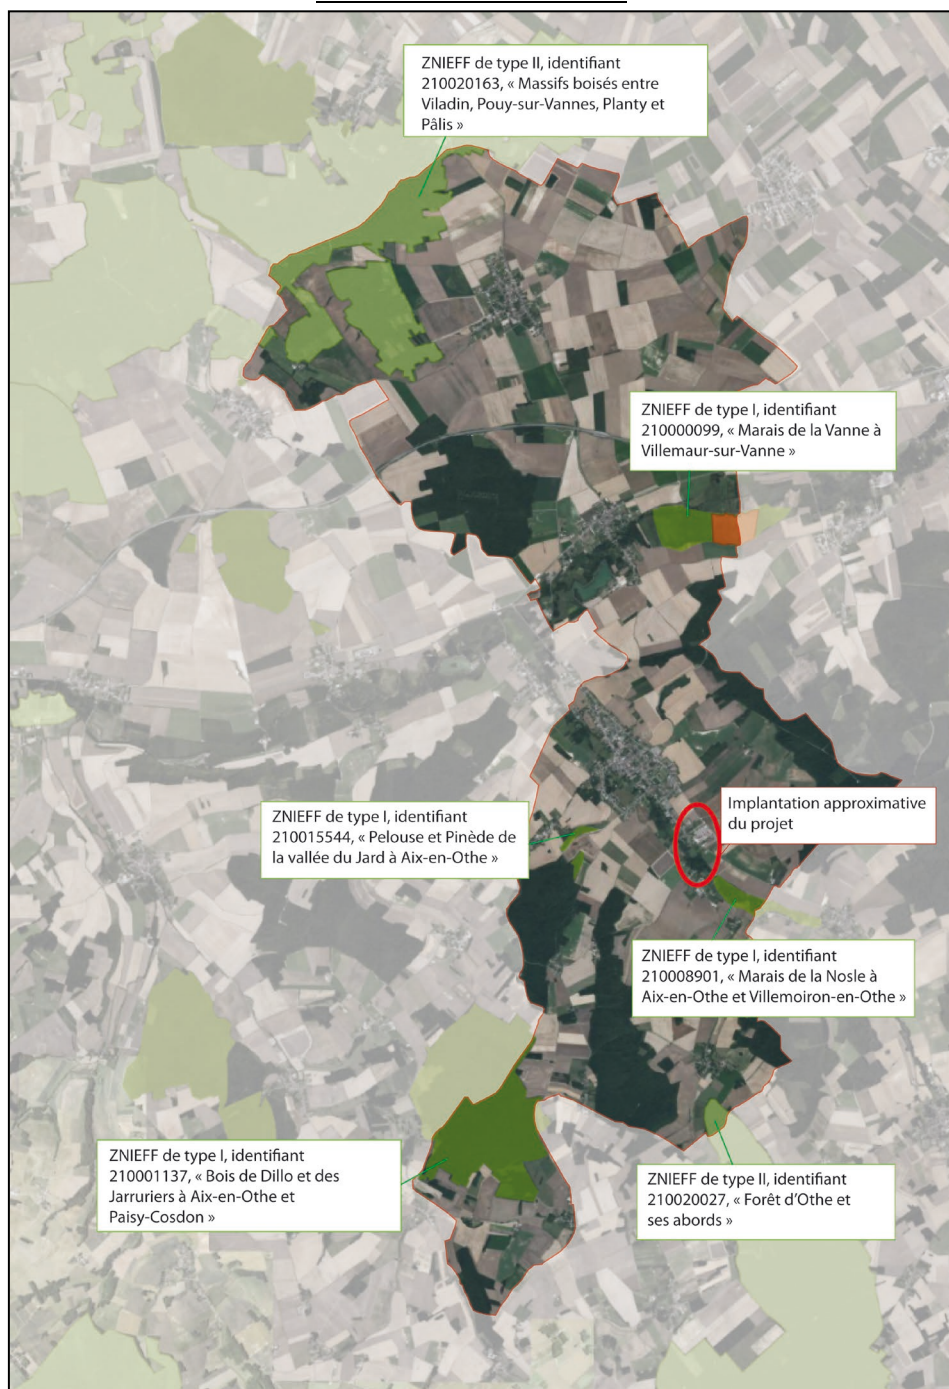 ZNIEFF de type II, identifiant
210020163, « Massifs boisés entre
Viladin, Pouy-sur-Vannes, Planty et
Pâlis »
ZNIEFF de type I, identifiant
210000099, « Marais de la Vanne à
Villemaur-sur-Vanne »
Implantation approximative
du projet
ZNIEFF de type I, identifiant
210015544, « Pelouse et Pinède de
la vallée du Jard à Aix-en-Othe »
ZNIEFF de type I, identifiant
210008901, « Marais de la Nosle à
Aix-en-Othe et Villemoiron-en-Othe »
ZNIEFF de type I, identifiant
210001137, « Bois de Dillo et des
Jarruriers à Aix-en-Othe et
Paisy-Cosdon »
ZNIEFF de type II, identifiant
210020027, « Forêt d'Othe et
ses abords »